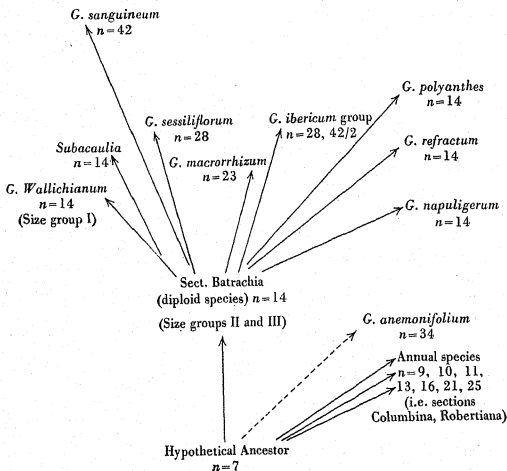 G. sanguineum
n=42
G. polyanthes
n=14
G. sessiliflorum
n=28
G. ibericum group
n=28, 42/2
G. refractum
n=14
Subacaulia
n=14
G. macrorrhizum
n=23
G. Wallichianum
n=14
(Size group I)
G. napuligerum
n=14
Sect. Batrachia
(diploid species) n=14
(Size groups II and III)
G. anemonifolium
n=34
Annual species
n=9, 10, 11,
13, 16, 21, 25
(i.e. sections
Columbina, Robertiana)
Hypothetical Ancestor
n=7